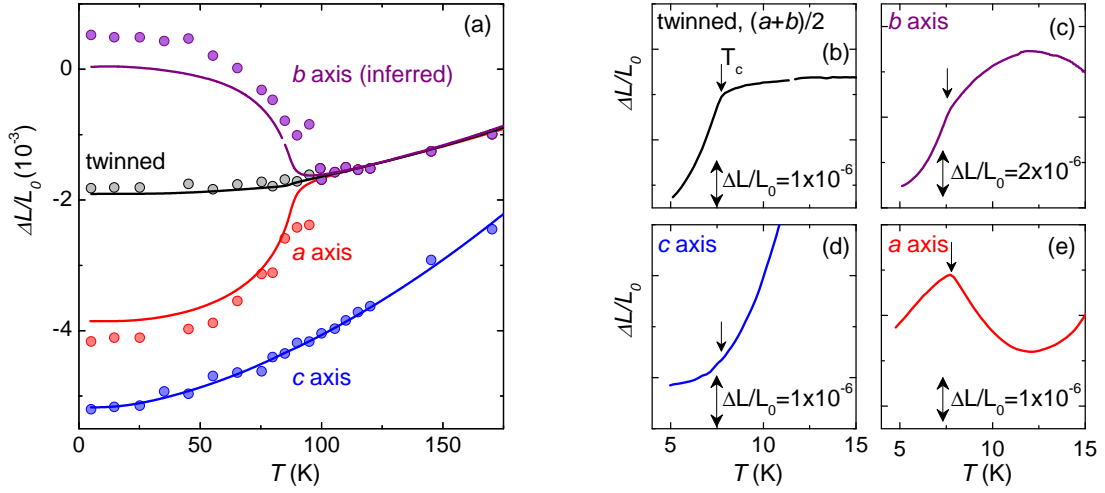 (a)
b axis (inferred)
twinned
a axis
c axis
0
-2
-4
ΔL/L₀ (10⁻³)
0
50
100
150
T (K)
twinned, (a+b)/2
(b)
T_c
ΔL/L₀=1x10⁻⁶
ΔL/L₀
b axis
(c)
ΔL/L₀=2x10⁻⁶
c axis
(d)
ΔL/L₀=1x10⁻⁶
ΔL/L₀
5
10
15
T (K)
a axis
(e)
ΔL/L₀=1x10⁻⁶
5
10
15
T (K)